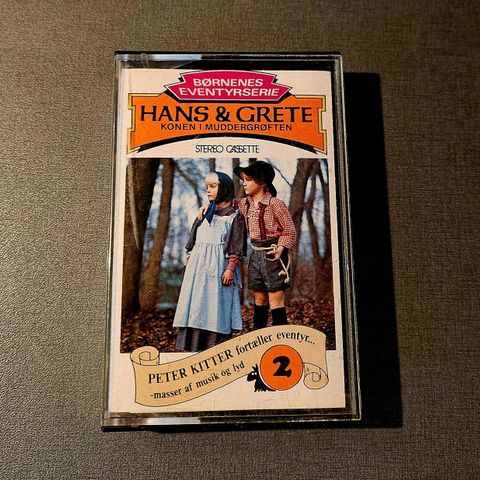 BØRNENES
EVENTYRSERIE
HANS & GRETE
KONEN I MUDDERGRØFTEN
STEREO CASSETTE
PETER KITTER fortæller eventyr...
-masser af musik og lyd
2